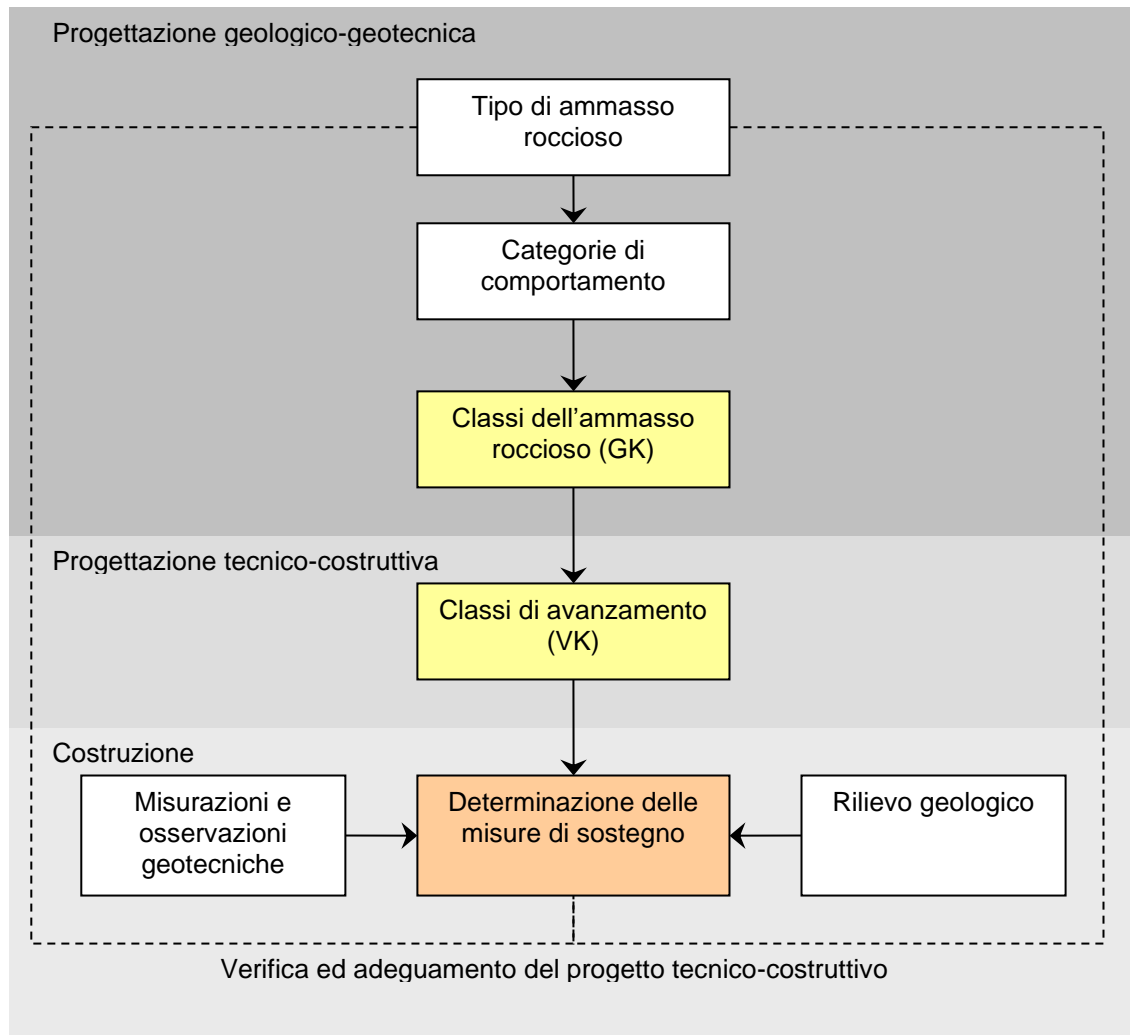 Progettazione geologico-geotecnica
Tipo di ammasso
roccioso
Categorie di
comportamento
Classi dell'ammasso
roccioso (GK)
Progettazione tecnico-costruttiva
Classi di avanzamento
(VK)
Costruzione
Misurazioni e
osservazioni
geotecniche
Determinazione delle
misure di sostegno
Rilievo geologico
Verifica ed adeguamento del progetto tecnico-costruttivo